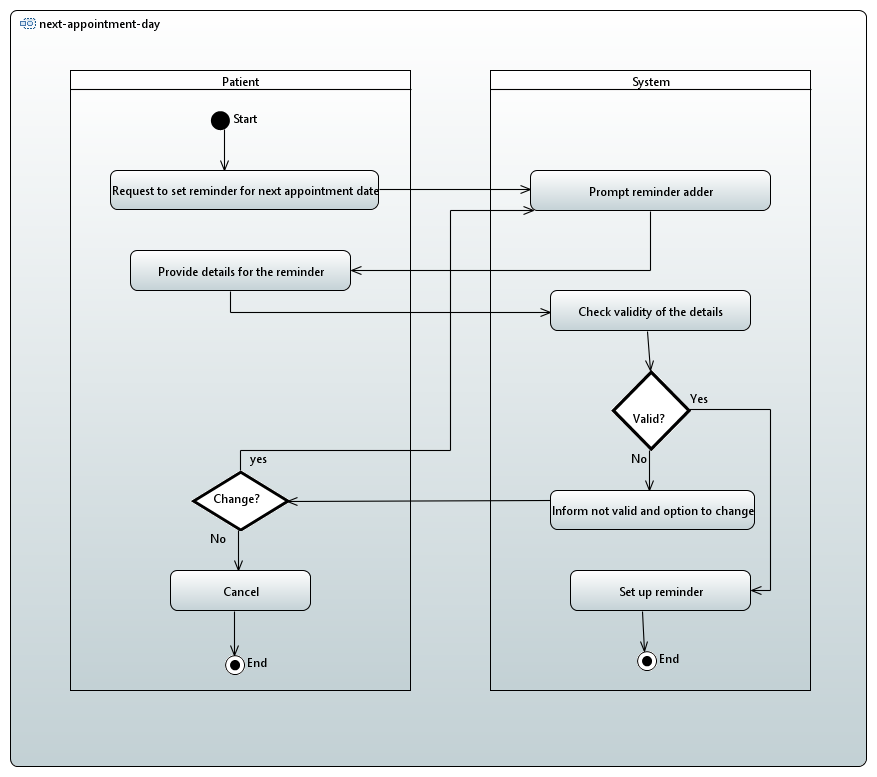 next-appointment-day
Patient
System
Start
Request to set reminder for next appointment date
Prompt reminder adder
Provide details for the reminder
Check validity of the details
Yes
Valid?
No
yes
Change?
Inform not valid and option to change
No
Cancel
Set up reminder
End
End